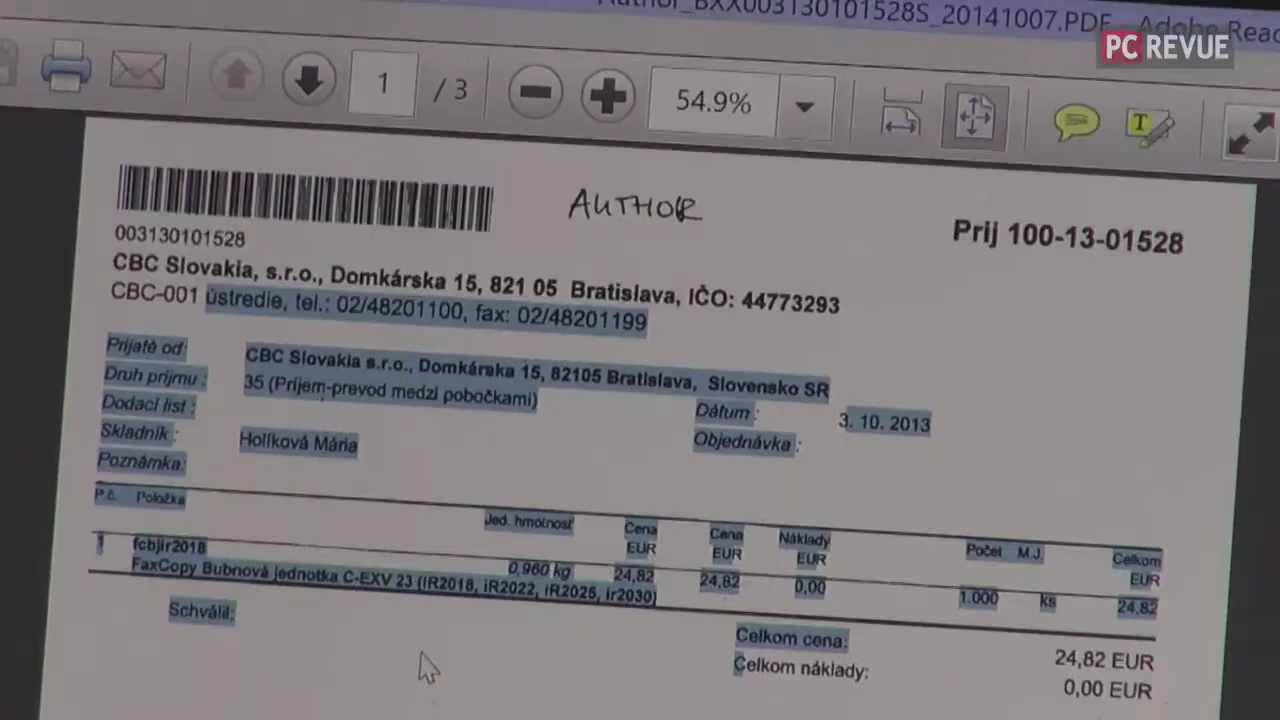 Author_BXX003130101528S_20141007.PDF - Adobe Reac
PC REVUE
1 / 3
54.9%
T
AUTHOR
Prij 100-13-01528
003130101528
CBC Slovakia, s.r.o., Domkárska 15, 821 05 Bratislava, IČO: 44773293
CBC-001 ústredie, tel.: 02/48201100, fax: 02/48201199
Prijaté od: CBC Slovakia s.r.o., Domkárska 15, 82105 Bratislava, Slovensko SR
Druh príjmu : 35 (Príjem-prevod medzi pobočkami)
Dodací list : Dátum : 3. 10. 2013
Skladník : Holíková Mária Objednávka :
Poznámka:
P.č. Položka Jed. hmotnosť Cena EUR Cena EUR Náklady EUR Počet M.J. Celkom EUR
1 fcbjir2018 0,960 kg 24,82 24,82 0,00 1.000 ks 24,82
FaxCopy Bubnová jednotka C-EXV 23 (iR2018, iR2022, iR2025, ir2030)
Schválil: Celkom cena: 24,82 EUR
Celkom náklady: 0,00 EUR